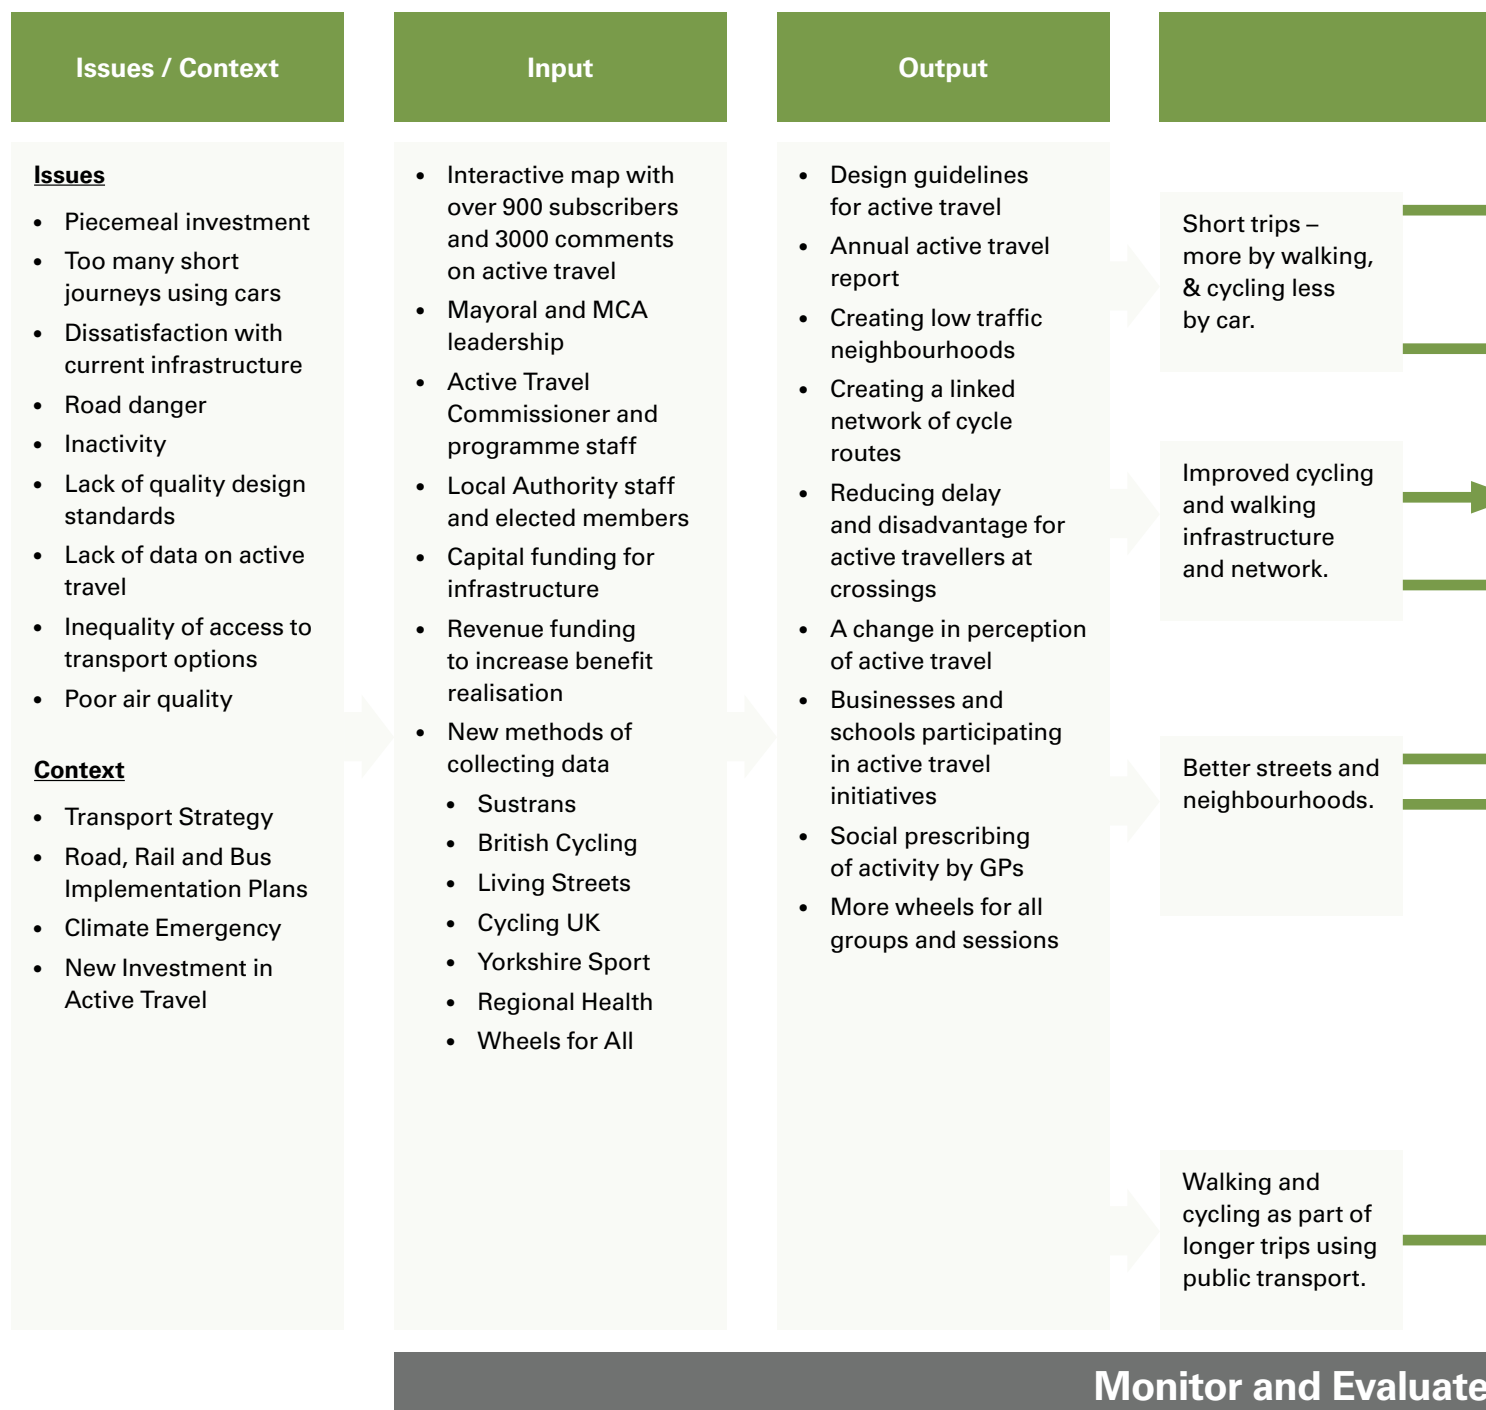 Issues / Context
Input
Output
Issues
• Piecemeal investment
• Too many short
journeys using cars
• Dissatisfaction with
current infrastructure
• Road danger
• Inactivity
• Lack of quality design
standards
• Lack of data on active
travel
• Inequality of access to
transport options
• Poor air quality
Context
• Transport Strategy
• Road, Rail and Bus
Implementation Plans
• Climate Emergency
• New Investment in
Active Travel
• Interactive map with
over 900 subscribers
and 3000 comments
on active travel
• Mayoral and MCA
leadership
• Active Travel
Commissioner and
programme staff
• Local Authority staff
and elected members
• Capital funding for
infrastructure
• Revenue funding
to increase benefit
realisation
• New methods of
collecting data
• Sustrans
• British Cycling
• Living Streets
• Cycling UK
• Yorkshire Sport
• Regional Health
• Wheels for All
• Design guidelines
for active travel
• Annual active travel
report
• Creating low traffic
neighbourhoods
• Creating a linked
network of cycle
routes
• Reducing delay
and disadvantage for
active travellers at
crossings
• A change in perception
of active travel
• Businesses and
schools participating
in active travel
initiatives
• Social prescribing
of activity by GPs
• More wheels for all
groups and sessions
Short trips –
more by walking,
& cycling less
by car.
Improved cycling
and walking
infrastructure
and network.
Better streets and
neighbourhoods.
Walking and
cycling as part of
longer trips using
public transport.
Monitor and Evaluate